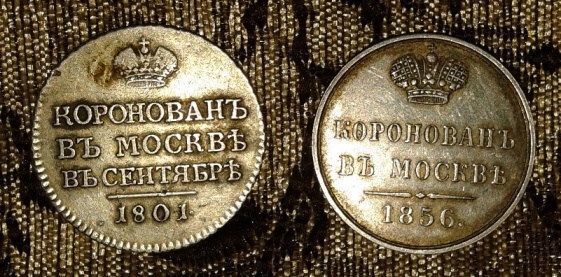 КОРОНОВАНЪ
ВЪ МОСКВѢ
ВЪ СЕНТЯБРѢ
1801
КОРОНОВАНЪ
ВЪ МОСКВѢ
1856.